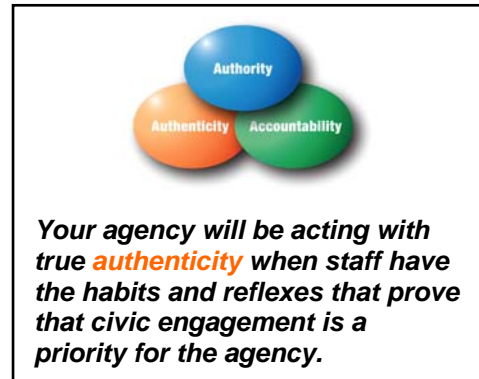 Authority
Authenticity Accountability
Your agency will be acting with
true authenticity when staff have
the habits and reflexes that prove
that civic engagement is a
priority for the agency.